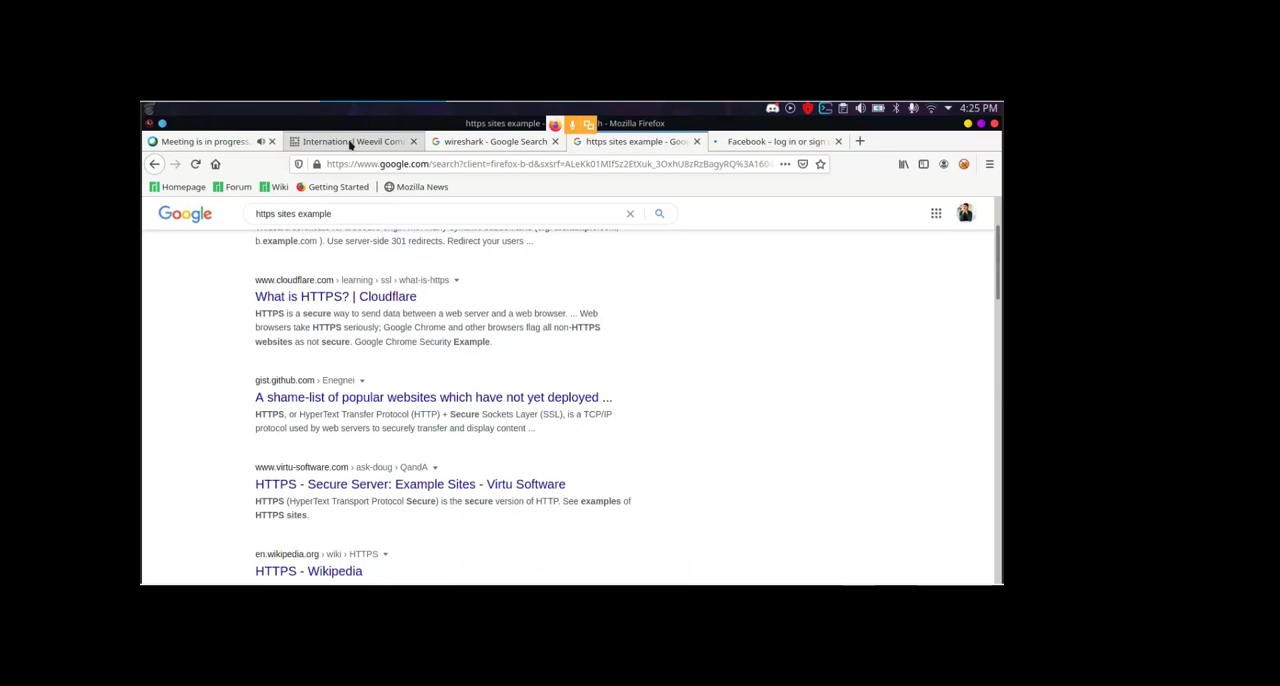 4:25 PM
https sites example - h - Mozilla Firefox
Meeting is in progress.
International Weevil Com
wireshark - Google Search
https sites example - Goo
Facebook – log in or sign
https://www.google.com/search?client=firefox-b-d&sxsrf=
Homepage
Forum
Wiki
Getting Started
Mozilla News
Google
https sites example
b.example.com ). Use server-side 301 redirects. Redirect your users ...
www.cloudflare.com › learning › ssl › what-is-https
What is HTTPS? | Cloudflare
HTTPS is a secure way to send data between a web server and a web browser. ... Web
browsers take HTTPS seriously; Google Chrome and other browsers flag all non-HTTPS
websites as not secure. Google Chrome Security Example.
gist.github.com › Enegnei
A shame-list of popular websites which have not yet deployed ...
HTTPS, or HyperText Transfer Protocol (HTTP) + Secure Sockets Layer (SSL), is a TCP/IP
protocol used by web servers to securely transfer and display content ...
www.virtu-software.com › ask-doug › QandA
HTTPS - Secure Server: Example Sites - Virtu Software
HTTPS (HyperText Transport Protocol Secure) is the secure version of HTTP. See examples of
HTTPS sites.
en.wikipedia.org › wiki › HTTPS
HTTPS - Wikipedia